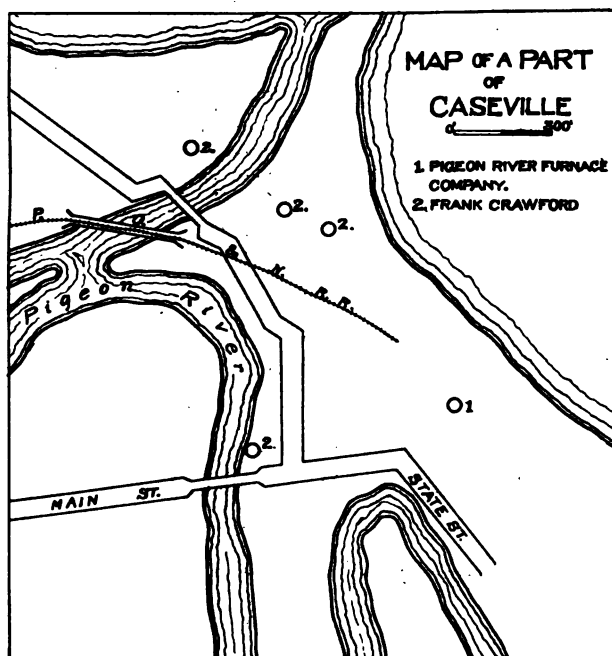 MAP OF A PART
OF
CASEVILLE
0' 300'
1. PIGEON RIVER FURNACE
COMPANY.
2. FRANK CRAWFORD
2.
2.
2.
P. O. & N. R. R.
Pigeon River
1
2.
MAIN ST.
STATE ST.